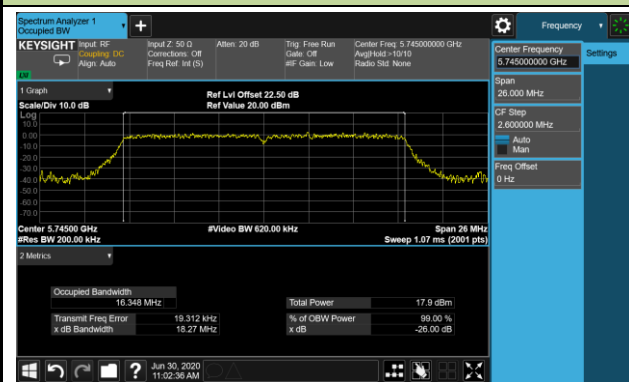 Spectrum Analyzer 1
Occupied BW
Frequency
KEYSIGHT
Input: RF
Coupling: DC
Align: Auto
Input Z: 50 Ω
Corrections: Off
Freq Ref: Int (S)
Atten: 20 dB
Trig: Free Run
Gate: Off
#IF Gain: Low
Center Freq: 5.745000000 GHz
Avg|Hold:>10/10
Radio Std: None
Center Frequency
5.745000000 GHz
Settings
Span
26.000 MHz
CF Step
2.600000 MHz
Auto
Man
Freq Offset
0 Hz
1 Graph
Scale/Div 10.0 dB
Ref Lvl Offset 22.50 dB
Ref Value 20.00 dBm
Log
10.0
0.00
-10.0
-20.0
-30.0
-40.0
-50.0
-60.0
-70.0
Center 5.74500 GHz
#Res BW 200.00 kHz
#Video BW 620.00 kHz
Span 26 MHz
Sweep 1.07 ms (2001 pts)
2 Metrics
Occupied Bandwidth
16.348 MHz
Total Power 17.9 dBm
Transmit Freq Error 19.312 kHz
% of OBW Power 99.00 %
x dB Bandwidth 18.27 MHz
x dB -26.00 dB
?
Jun 30, 2020
11:02:36 AM